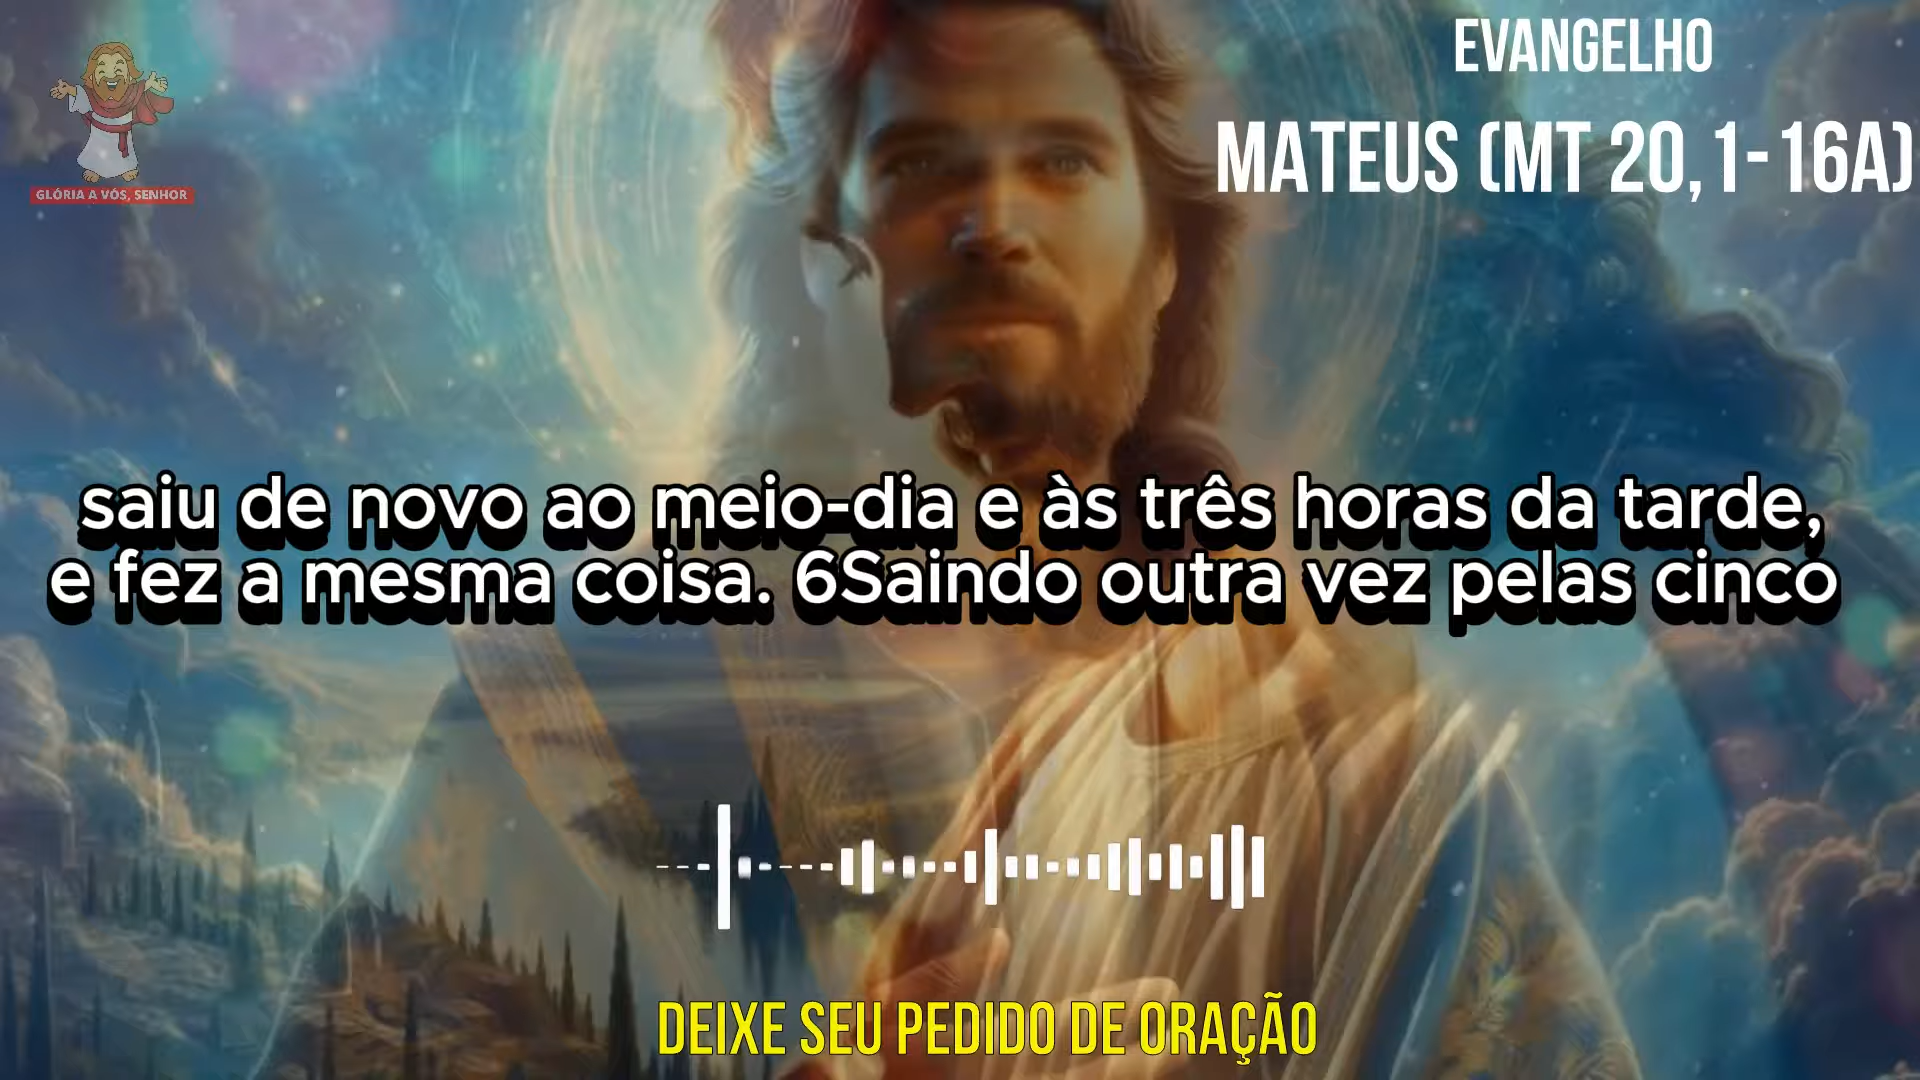 EVANGELHO
MATEUS (MT 20,1-16A)
GLÓRIA A VÓS, SENHOR
saiu de novo ao meio-dia e às três horas da tarde,
e fez a mesma coisa. 6Saindo outra vez pelas cinco
DEIXE SEU PEDIDO DE ORAÇÃO